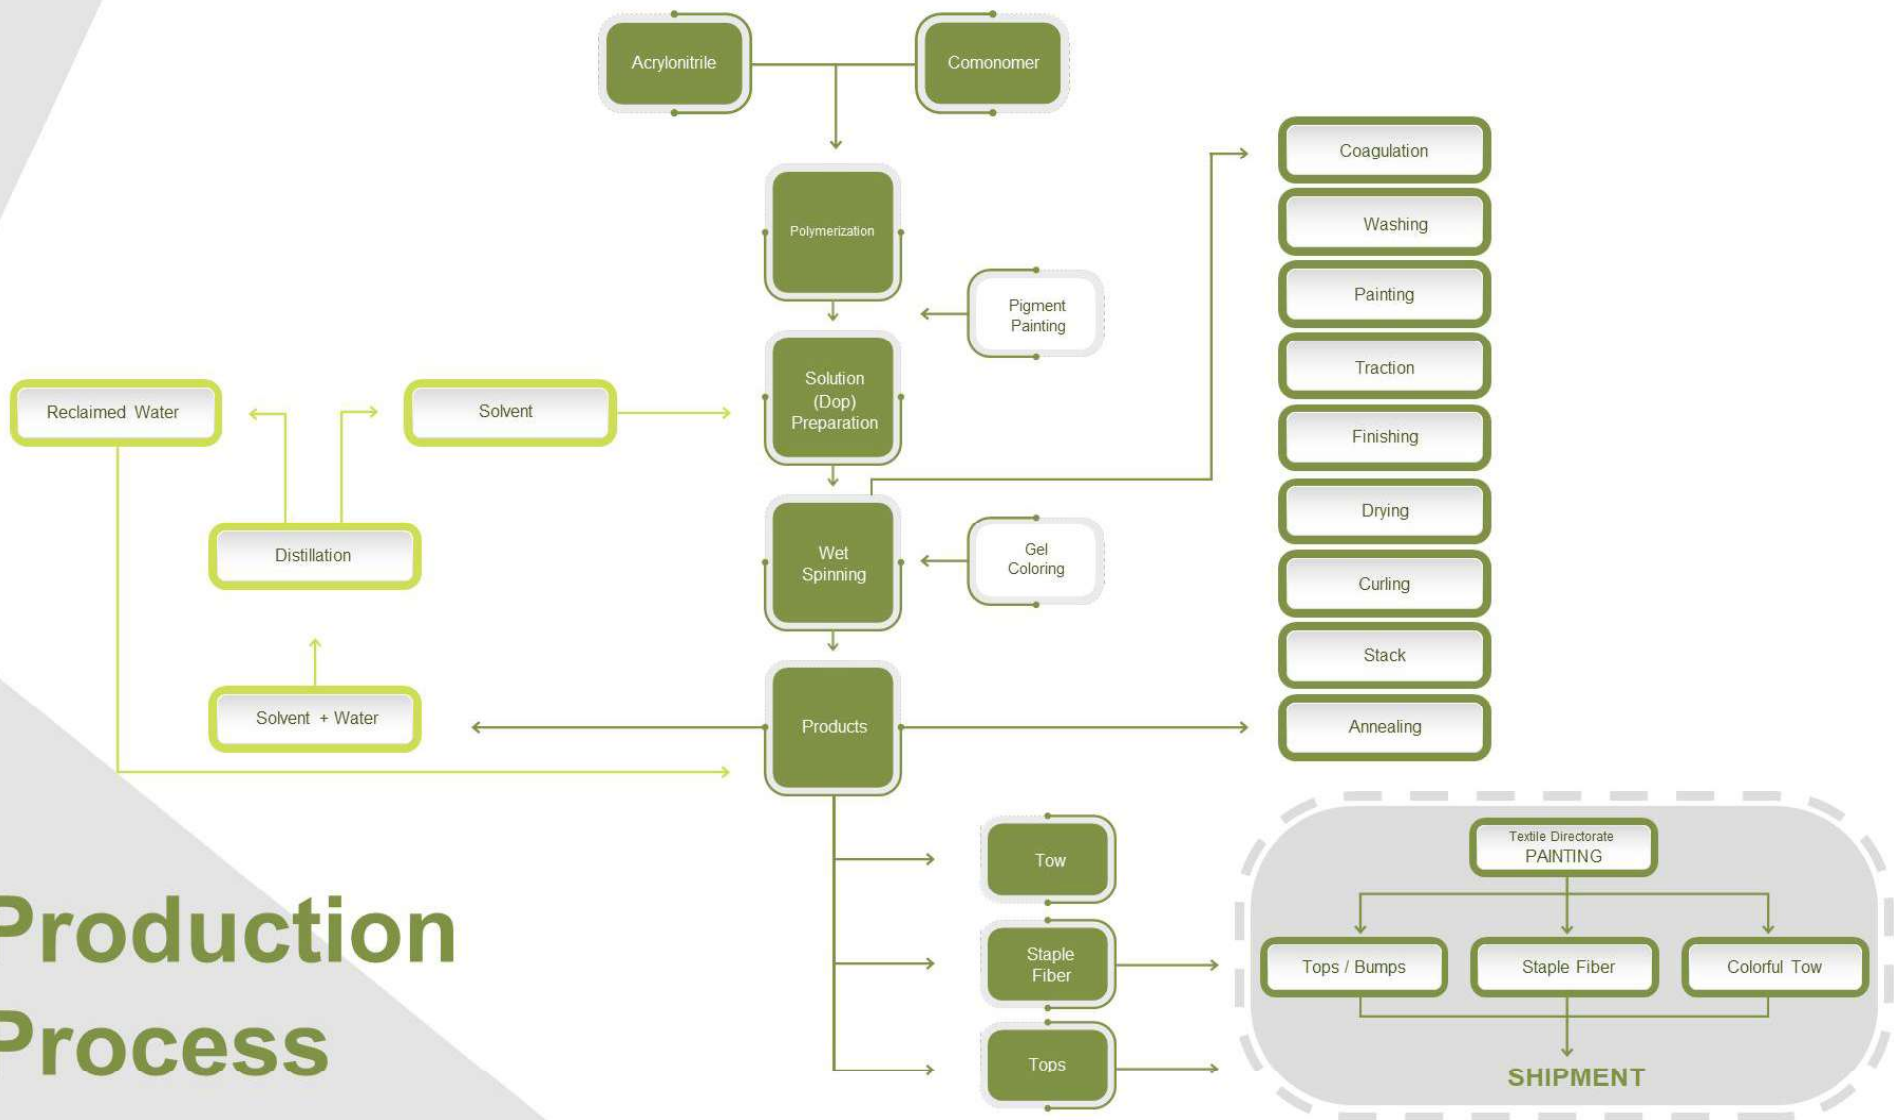 Acrylonitrile
Comonomer
Polymerization
Pigment
Painting
Solution
(Dop)
Preparation
Reclaimed Water
Solvent
Distillation
Wet
Spinning
Gel
Coloring
Solvent + Water
Products
Coagulation
Washing
Painting
Traction
Finishing
Drying
Curling
Stack
Annealing
Tow
Staple
Fiber
Tops
Textile Directorate
PAINTING
Tops / Bumps
Staple Fiber
Colorful Tow
SHIPMENT
Production
Process